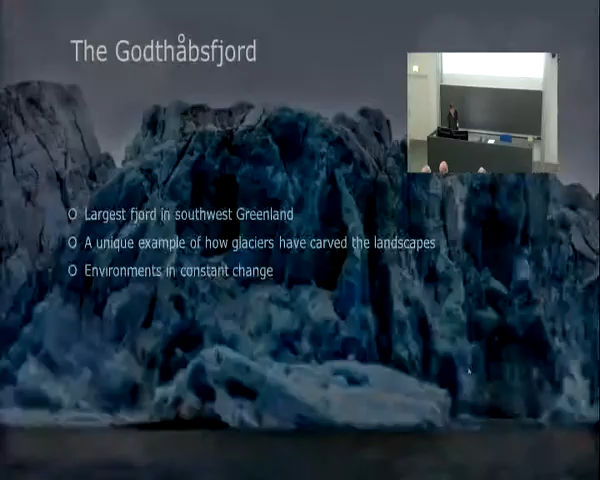 The Godthåbsfjord
Largest fjord in southwest Greenland
A unique example of how glaciers have carved the landscapes
Environments in constant change